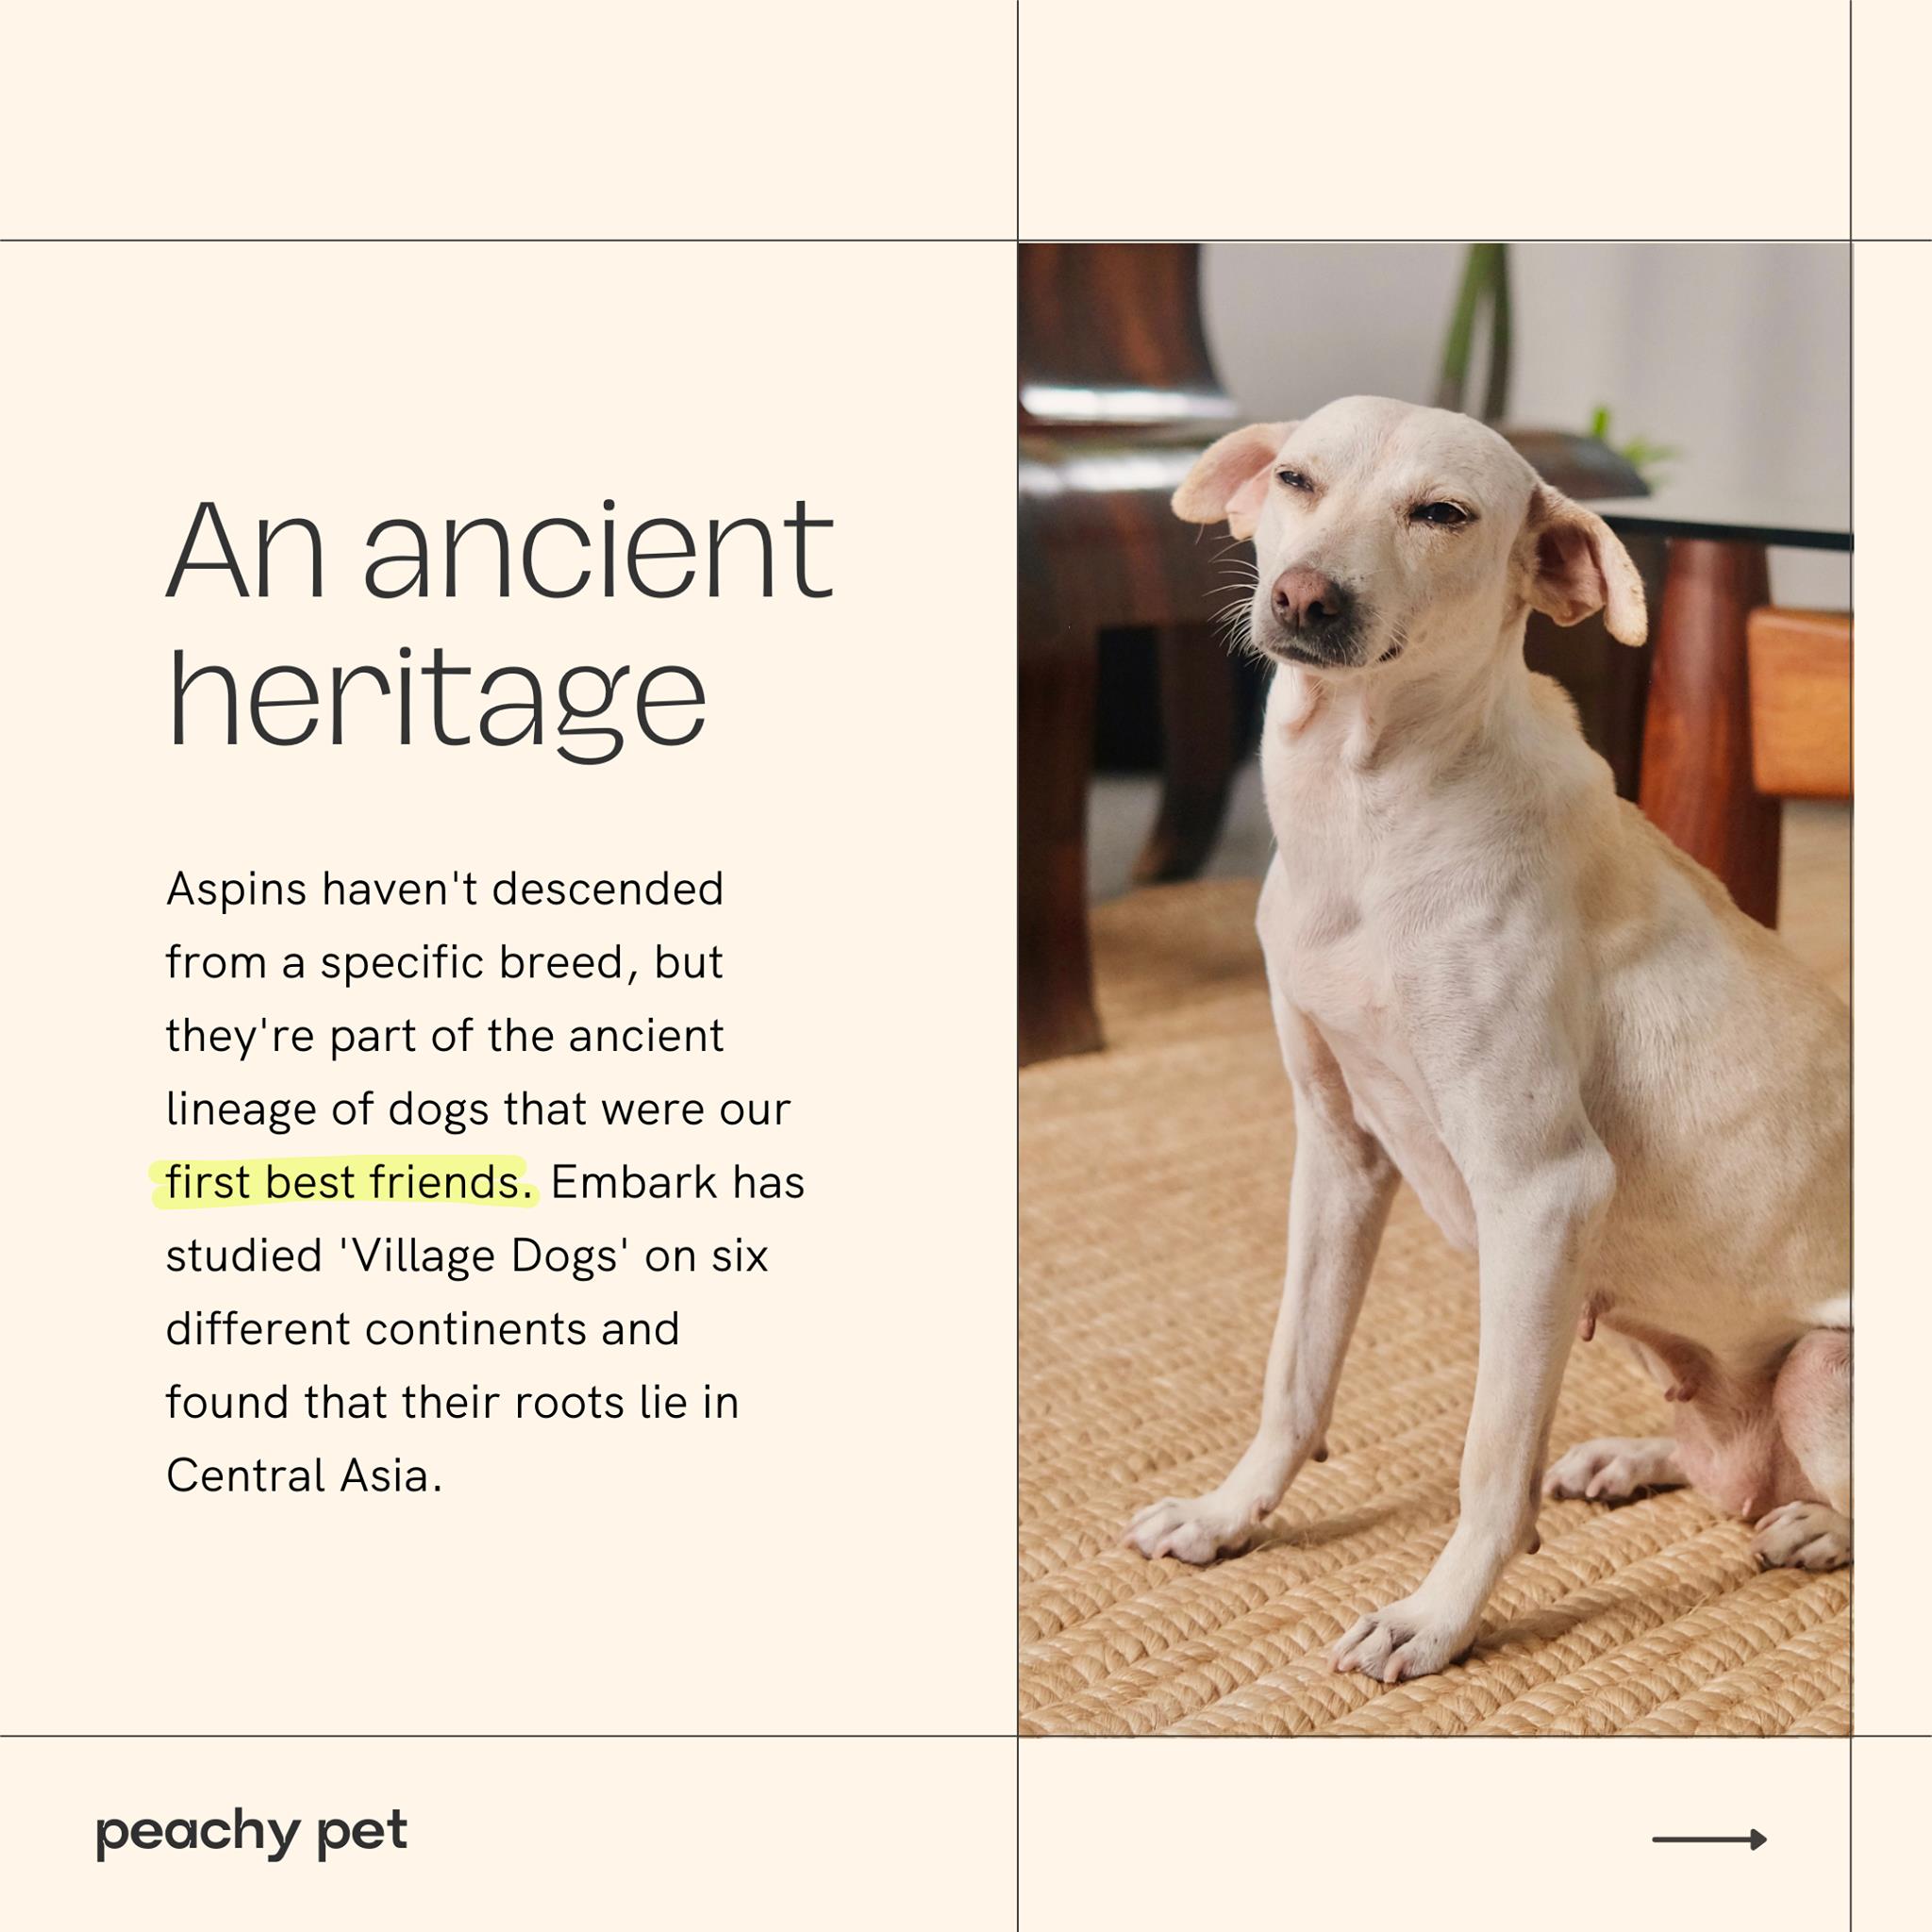 An ancient
heritage
Aspins haven't descended
from a specific breed, but
they're part of the ancient
lineage of dogs that were our
first best friends. Embark has
studied 'Village Dogs' on six
different continents and
found that their roots lie in
Central Asia.
peachy pet